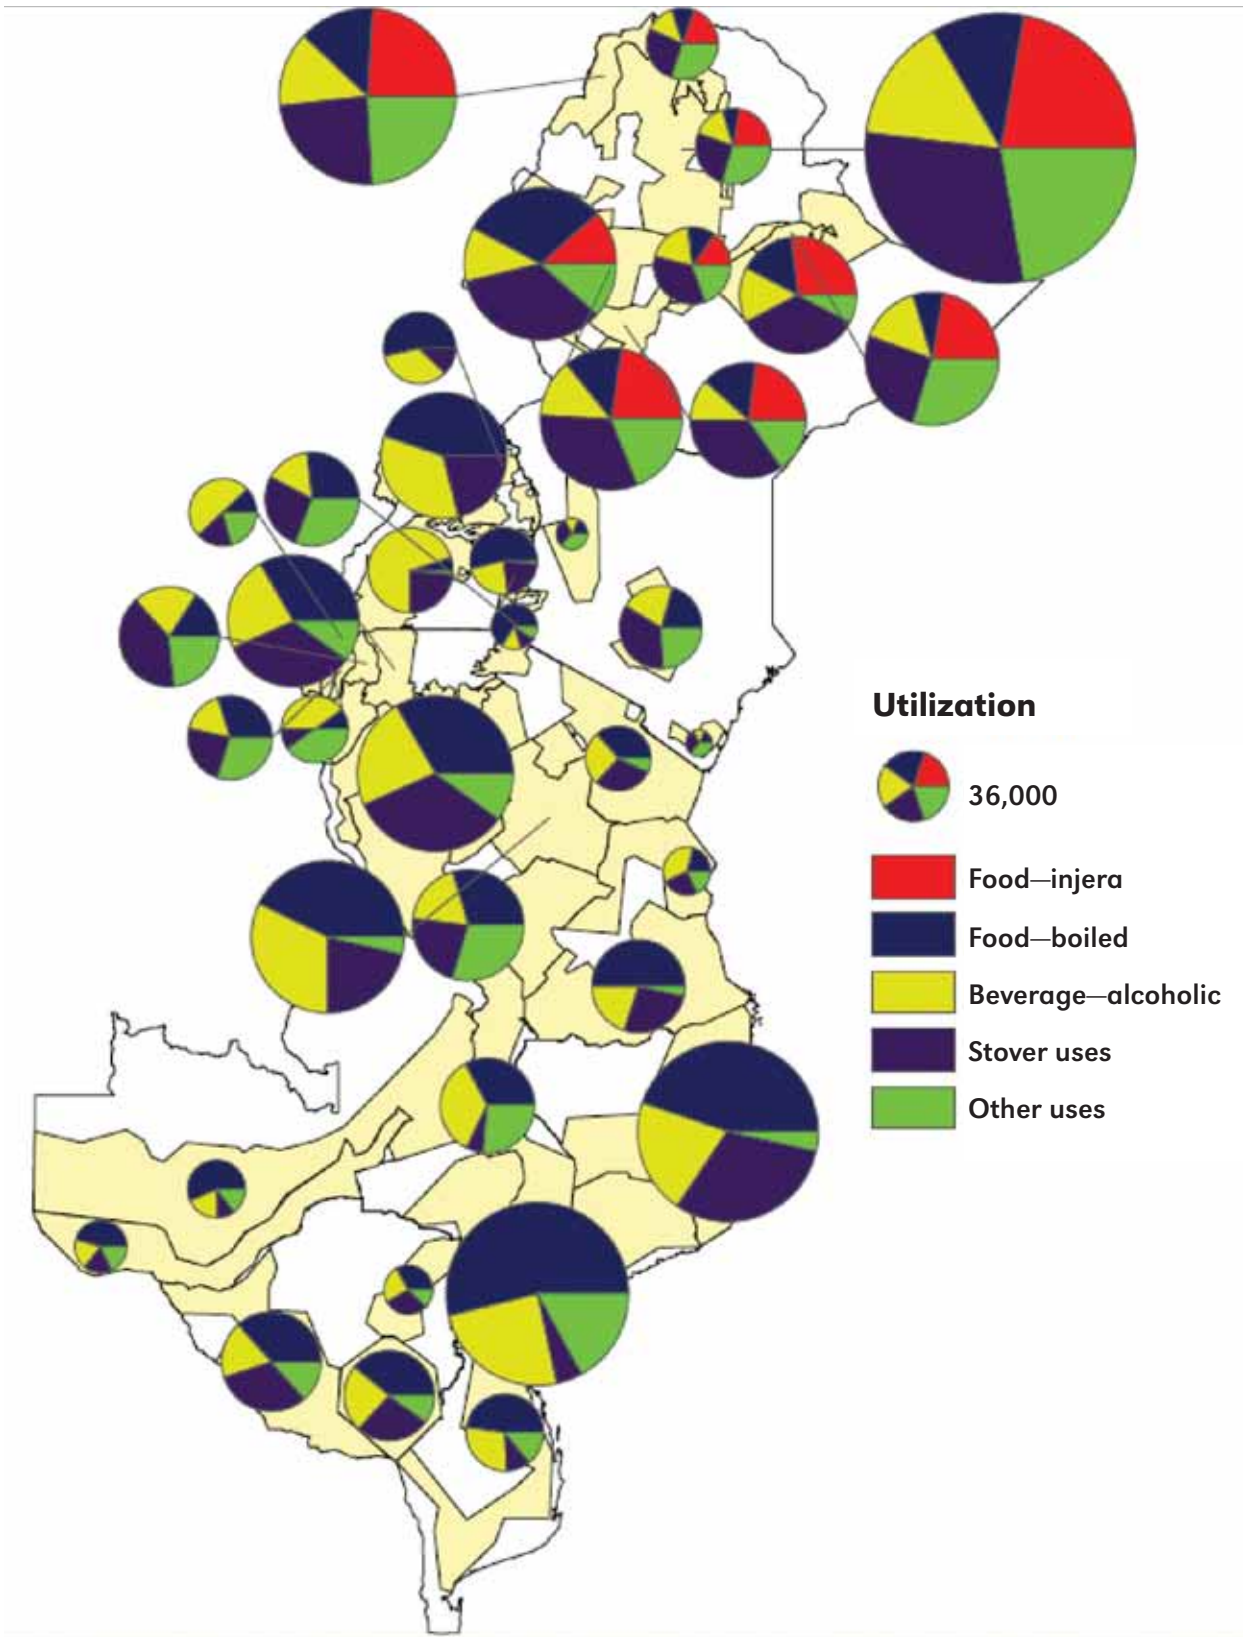 Utilization
36,000
Food—injera
Food—boiled
Beverage—alcoholic
Stover uses
Other uses